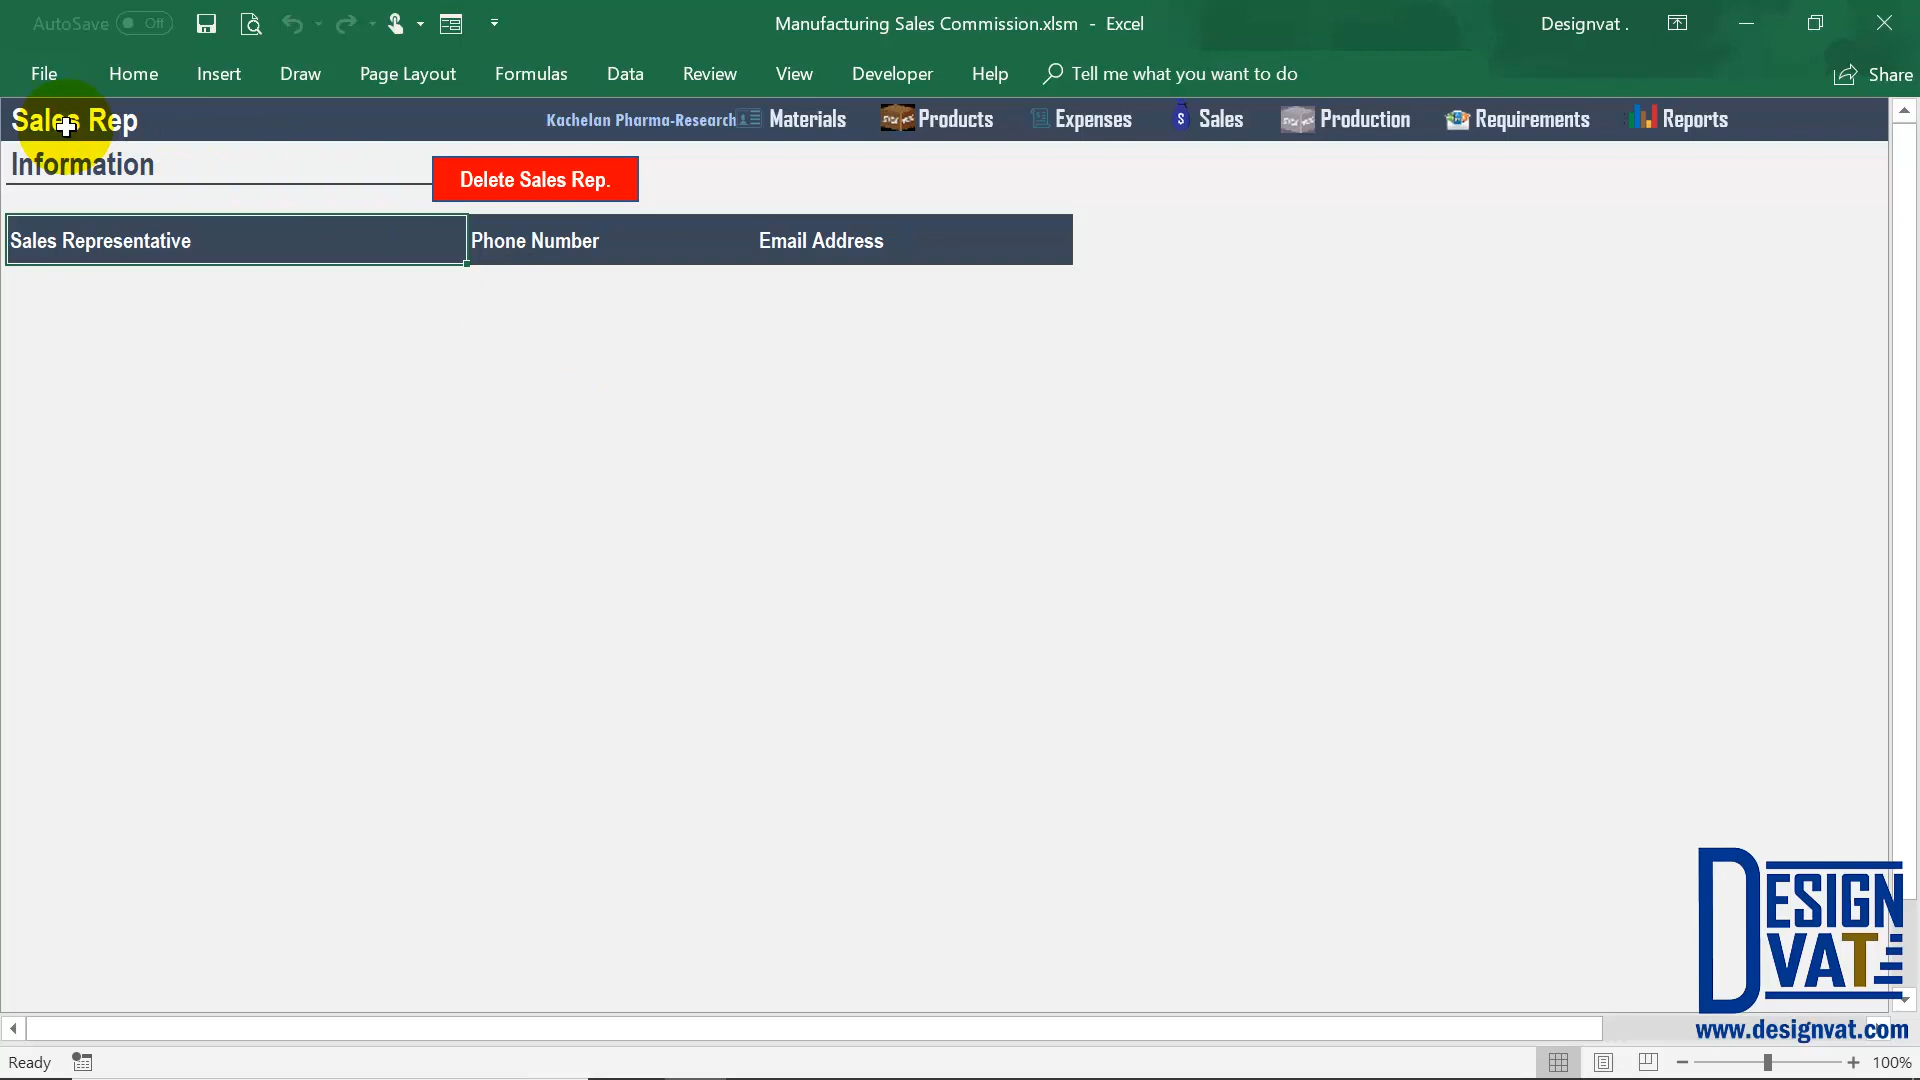 AutoSave Off
Manufacturing Sales Commission.xlsm - Excel
Designvat .
File Home Insert Draw Page Layout Formulas Data Review View Developer Help Tell me what you want to do Share
Sales Rep
Kachelan Pharma-Research Materials Products Expenses Sales Production Requirements Reports
Information
Delete Sales Rep.
Sales Representative Phone Number Email Address
DESIGN
VAT
www.designvat.com
Ready
100%